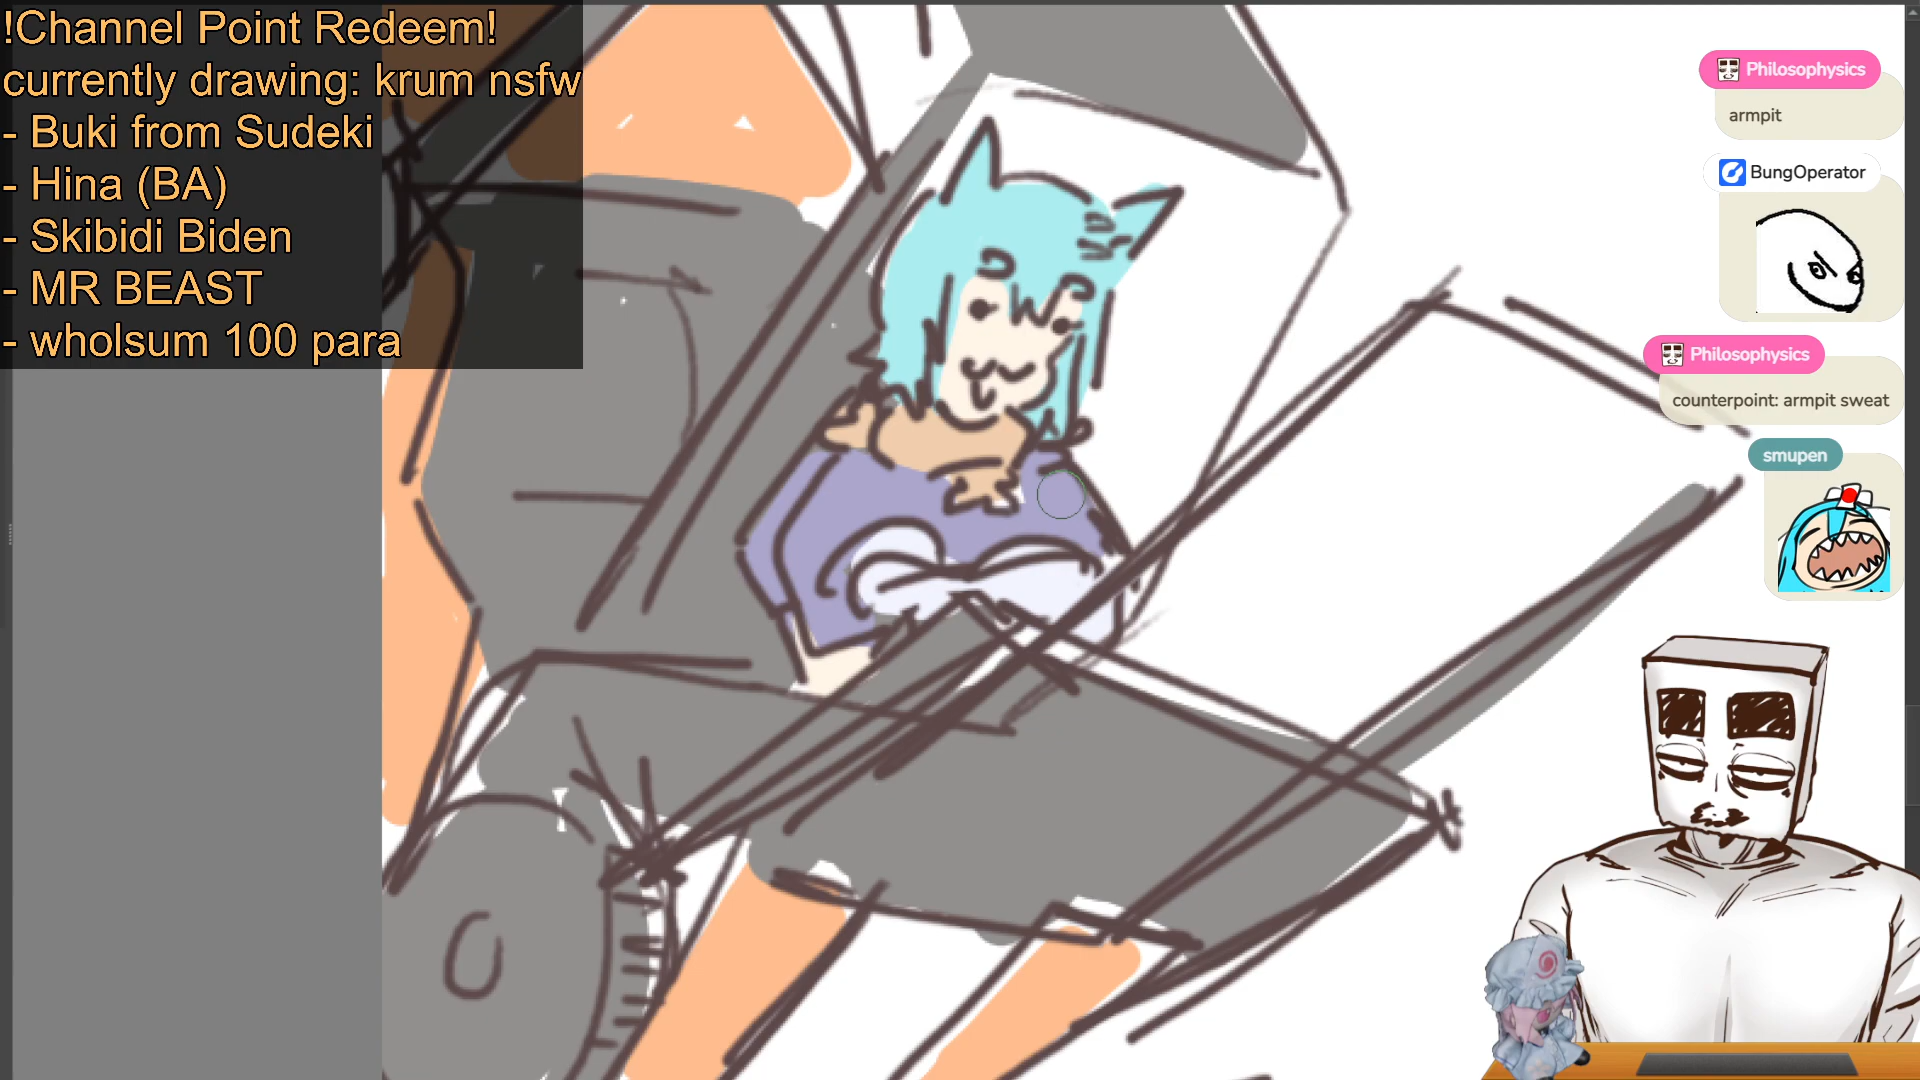 !Channel Point Redeem!
currently drawing: krum nsfw
- Buki from Sudeki
- Hina (BA)
- Skibidi Biden
- MR BEAST
- wholsum 100 para
Philosophysics
armpit
BungOperator
Philosophysics
counterpoint: armpit sweat
smupen